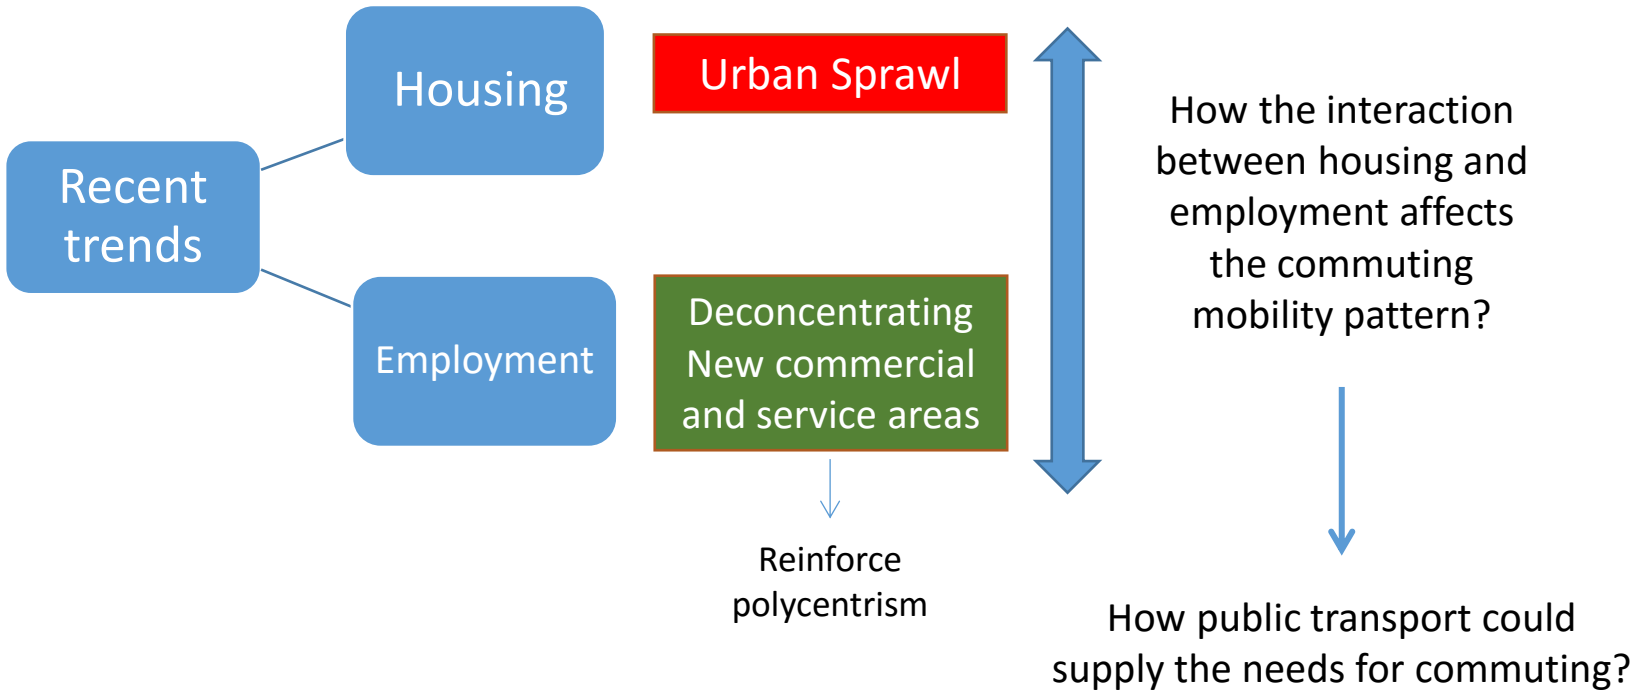 Recent
trends
Housing
Urban Sprawl
Employment
Deconcentrating
New commercial
and service areas
Reinforce
polycentrism
How the interaction
between housing and
employment affects
the commuting
mobility pattern?
How public transport could
supply the needs for commuting?